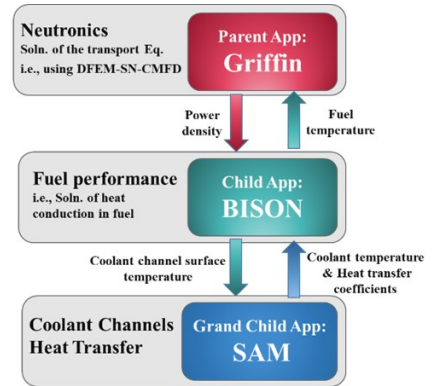 Neutronics
Soln. of the transport Eq.
i.e., using DFEM-SN-CMFD
Parent App:
Griffin
Power
density
Fuel
temperature
Fuel performance
i.e., Soln. of heat
conduction in fuel
Child App:
BISON
Coolant channel surface
temperature
Coolant temperature
& Heat transfer
coefficients
Coolant Channels
Heat Transfer
Grand Child App:
SAM